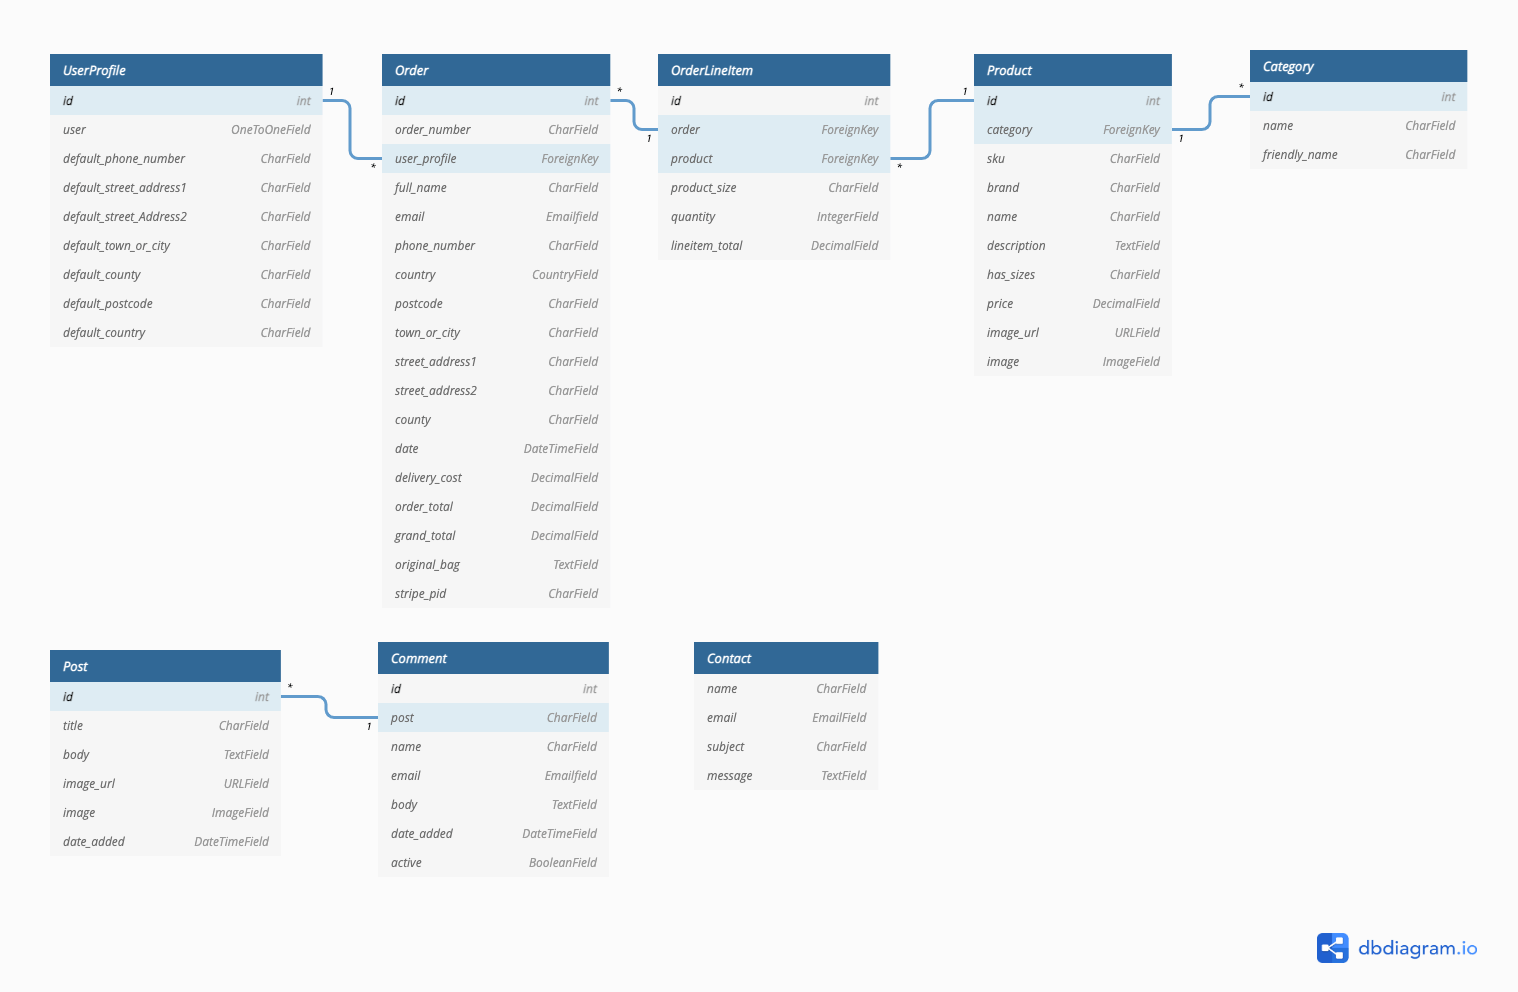 UserProfile
id int
user OneToOneField
default_phone_number CharField
default_street_address1 CharField
default_street_Address2 CharField
default_town_or_city CharField
default_county CharField
default_postcode CharField
default_country CharField
1
*
Order
id int
order_number CharField
user_profile ForeignKey
full_name CharField
email Emailfield
phone_number CharField
country CountryField
postcode CharField
town_or_city CharField
street_address1 CharField
street_address2 CharField
county CharField
date DateTimeField
delivery_cost DecimalField
order_total DecimalField
grand_total DecimalField
original_bag TextField
stripe_pid CharField
*
1
OrderLineItem
id int
order ForeignKey
product ForeignKey
product_size CharField
quantity IntegerField
lineitem_total DecimalField
1
*
Product
id int
category ForeignKey
sku CharField
brand CharField
name CharField
description TextField
has_sizes CharField
price DecimalField
image_url URLField
image ImageField
*
1
Category
id int
name CharField
friendly_name CharField
Post
id int
title CharField
body TextField
image_url URLField
image ImageField
date_added DateTimeField
*
1
Comment
id int
post CharField
name CharField
email Emailfield
body TextField
date_added DateTimeField
active BooleanField
Contact
name CharField
email EmailField
subject CharField
message TextField
dbdiagram.io